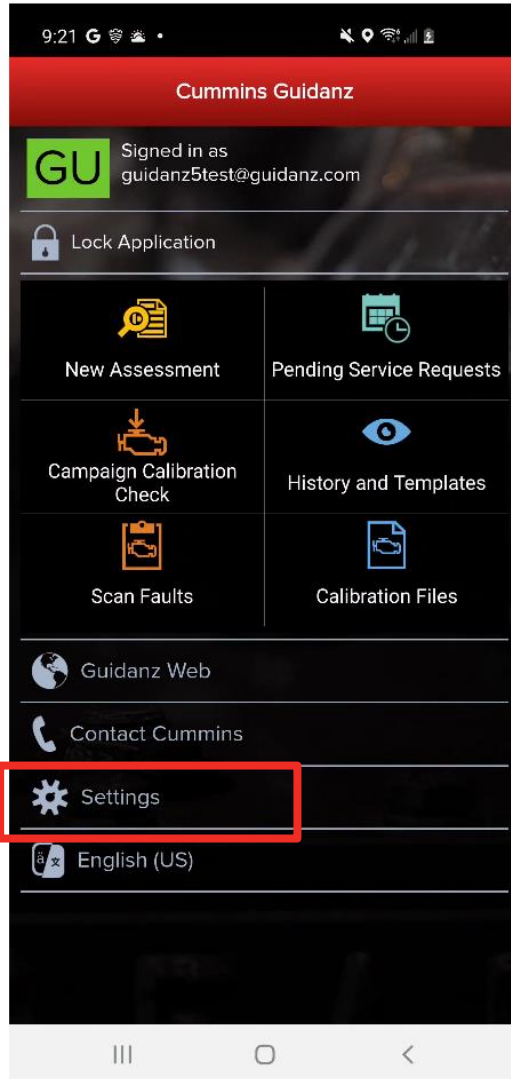 9:21 G
Cummins Guidanz
GU
Signed in as
guidanz5test@guidanz.com
Lock Application
New Assessment
Pending Service Requests
Campaign Calibration
Check
History and Templates
Scan Faults
Calibration Files
Guidanz Web
Contact Cummins
Settings
ä 文 English (US)